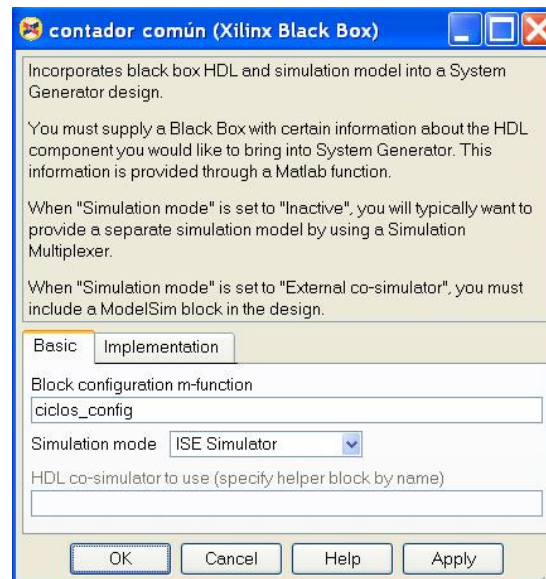 contador común (Xilinx Black Box)
Incorporates black box HDL and simulation model into a System
Generator design.
You must supply a Black Box with certain information about the HDL
component you would like to bring into System Generator. This
information is provided through a Matlab function.
When "Simulation mode" is set to "Inactive", you will typically want to
provide a separate simulation model by using a Simulation
Multiplexer.
When "Simulation mode" is set to "External co-simulator", you must
include a ModelSim block in the design.
Basic Implementation
Block configuration m-function
ciclos_config
Simulation mode ISE Simulator
HDL co-simulator to use (specify helper block by name)
OK Cancel Help Apply